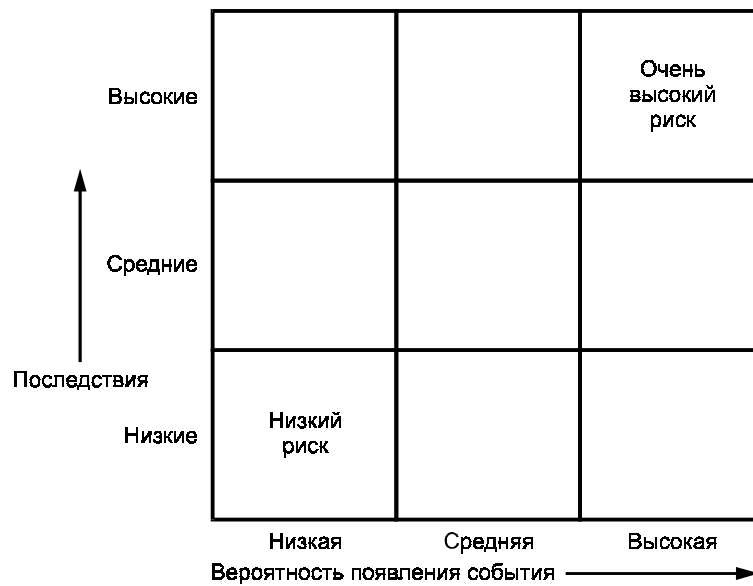 Высокие
Очень
высокий
риск
Средние
Последствия
Низкие
Низкий
риск
Низкая
Средняя
Высокая
Вероятность появления события